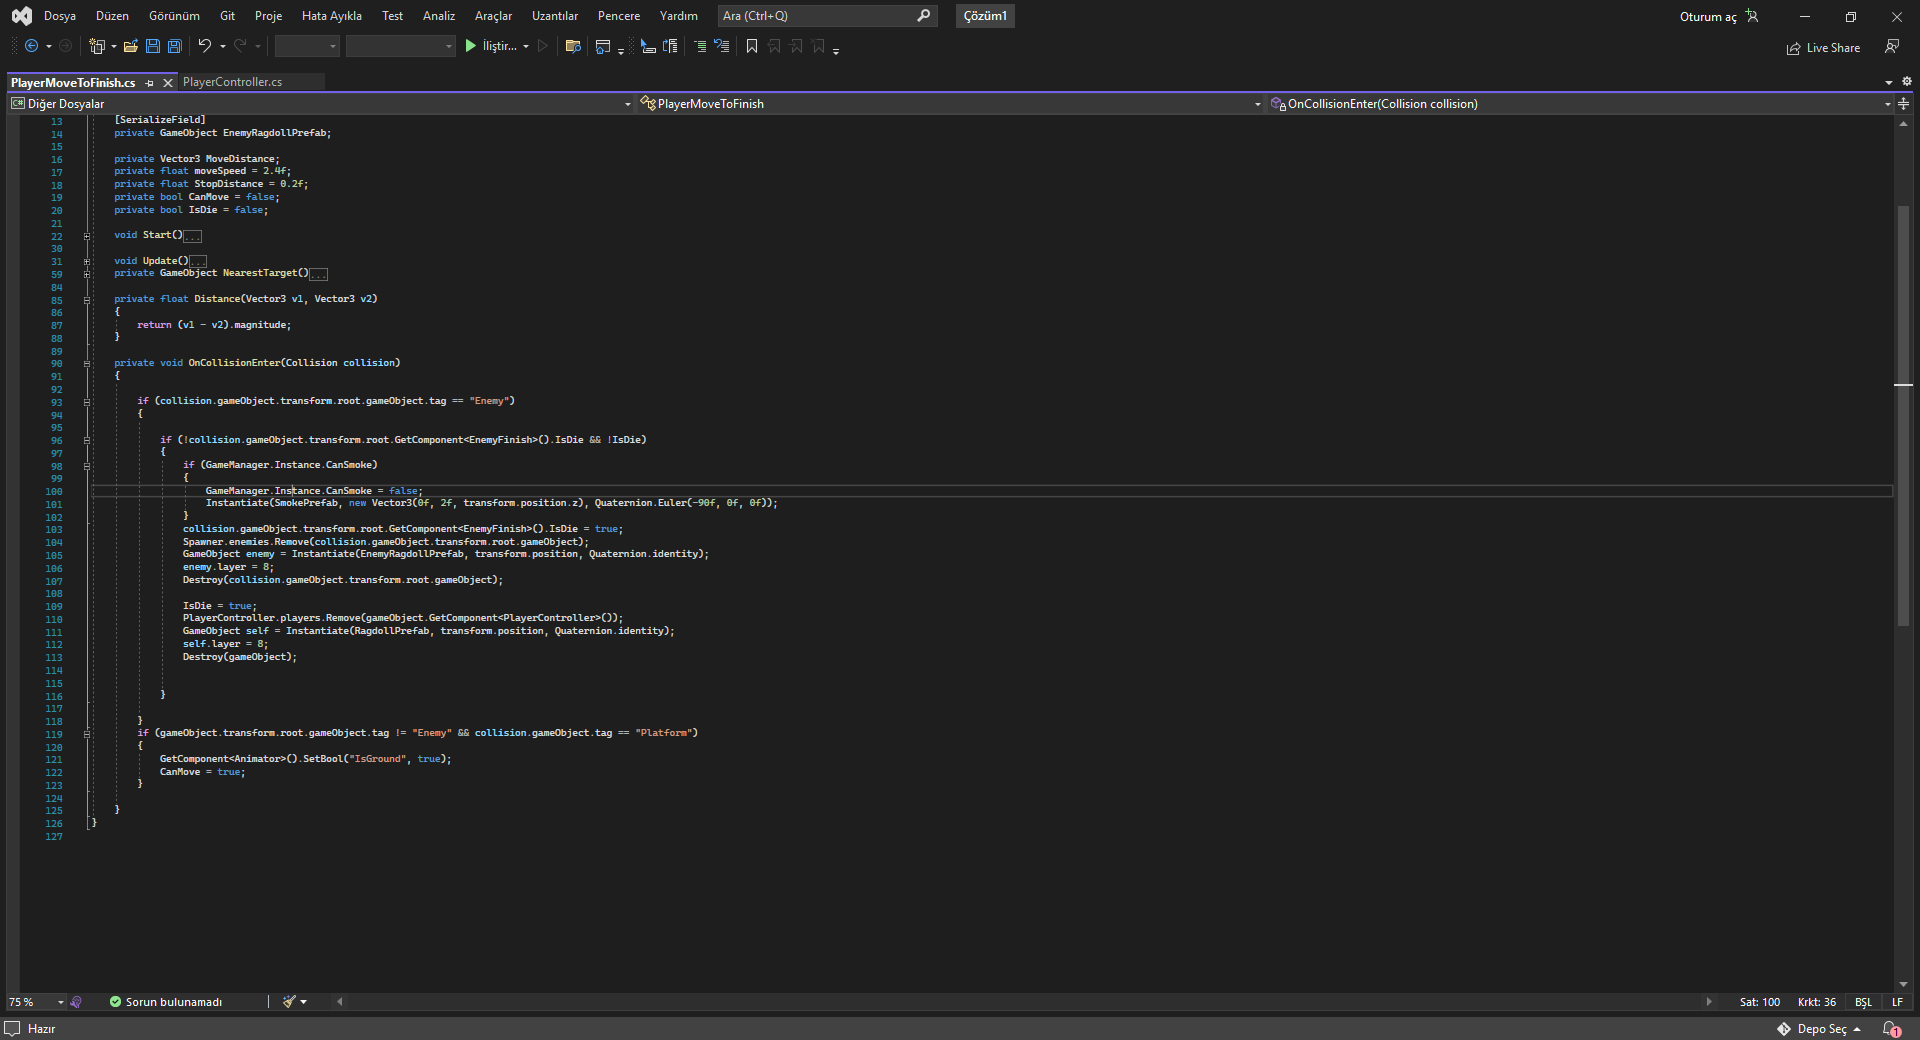 Dosya Düzen Görünüm Git Proje Hata Ayıkla Test Analiz Araçlar Uzantılar Pencere Yardım Ara (Ctrl+Q) Çözüm1 Oturum aç
İliştir... Live Share
PlayerMoveToFinish.cs PlayerController.cs
C# Diğer Dosyalar PlayerMoveToFinish OnCollisionEnter(Collision collision)
13 [SerializeField]
14 private GameObject EnemyRagdollPrefab;
15
16 private Vector3 MoveDistance;
17 private float moveSpeed = 2.4f;
18 private float StopDistance = 0.2f;
19 private bool CanMove = false;
20 private bool IsDie = false;
21
22 void Start()...
30
31 void Update()...
59 private GameObject NearestTarget()...
84
85 private float Distance(Vector3 v1, Vector3 v2)
86 {
87 return (v1 - v2).magnitude;
88 }
89
90 private void OnCollisionEnter(Collision collision)
91 {
92
93 if (collision.gameObject.transform.root.gameObject.tag == "Enemy")
94 {
95
96 if (!collision.gameObject.transform.root.GetComponent<EnemyFinish>().IsDie && !IsDie)
97 {
98 if (GameManager.Instance.CanSmoke)
99 {
100 GameManager.Instance.CanSmoke = false;
101 Instantiate(SmokePrefab, new Vector3(0f, 2f, transform.position.z), Quaternion.Euler(-90f, 0f, 0f));
102 }
103 collision.gameObject.transform.root.GetComponent<EnemyFinish>().IsDie = true;
104 Spawner.enemies.Remove(collision.gameObject.transform.root.gameObject);
105 GameObject enemy = Instantiate(EnemyRagdollPrefab, transform.position, Quaternion.identity);
106 enemy.layer = 8;
107 Destroy(collision.gameObject.transform.root.gameObject);
108
109 IsDie = true;
110 PlayerController.players.Remove(gameObject.GetComponent<PlayerController>());
111 GameObject self = Instantiate(RagdollPrefab, transform.position, Quaternion.identity);
112 self.layer = 8;
113 Destroy(gameObject);
114
115
116 }
117
118 }
119 if (gameObject.transform.root.gameObject.tag != "Enemy" && collision.gameObject.tag == "Platform")
120 {
121 GetComponent<Animator>().SetBool("IsGround", true);
122 CanMove = true;
123 }
124
125 }
126 }
127
75 % Sorun bulunamadı Sat: 100 Krkt: 36 BŞL LF
Hazır Depo Seç 1